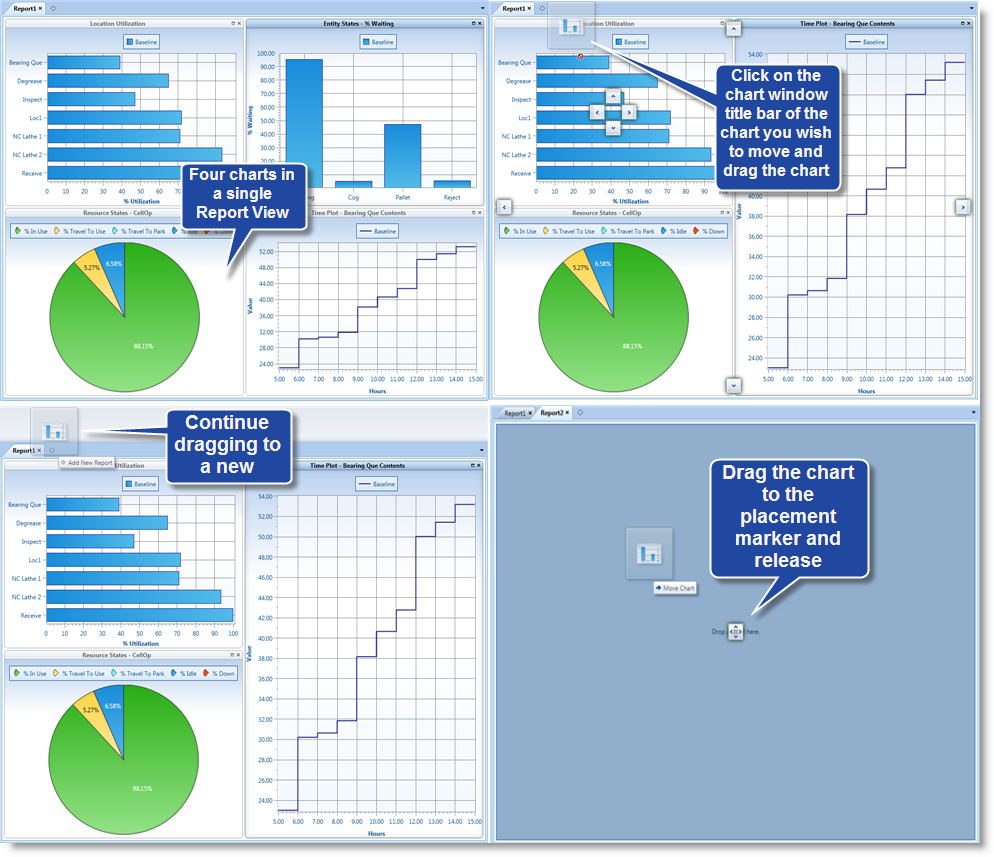 Report1 ×
Location Utilization
Baseline
Bearing Que
Degrease
Inspect
Loc1
NC Lathe 1
NC Lathe 2
Receive
0 10 20 30 40 50 60 70
% Utilization
Entity States - % Waiting
Baseline
% Waiting
100.00
90.00
80.00
70.00
60.00
50.00
40.00
30.00
20.00
Cog Pallet Reject
Four charts in
a single
Report View
Resource States - CellOp
% In Use % Travel To Use % Travel To Park
5.27%
6.58%
88.15%
Time Plot - Bearing Que Contents
Baseline
Value
52.00
48.00
44.00
40.00
36.00
32.00
28.00
24.00
5.00 6.00 7.00 8.00 9.00 10.00 11.00 12.00 13.00 14.00 15.00
Hours
Report1 ×
Location Utilization
Baseline
Bearing Que
Degrease
Inspect
Loc1
NC Lathe 1
NC Lathe 2
Receive
0 10 20 30 40 50 60 70 80 90 100
% Utilization
Click on the
chart window
title bar of the
chart you wish
to move and
drag the chart
Resource States - CellOp
% In Use % Travel To Use % Travel To Park % Idle % Down
5.27%
6.58%
88.15%
Time Plot - Bearing Que Contents
Baseline
Value
54.00
38.00
36.00
34.00
32.00
30.00
28.00
26.00
24.00
5.00 6.00 7.00 8.00 9.00 10.00 11.00 12.00 13.00 14.00 15.00
Hours
Continue
dragging to
a new
Report1 ×
Add New Report
Utilization
Baseline
Bearing Que
Degrease
Inspect
Loc1
NC Lathe 1
NC Lathe 2
Receive
0 10 20 30 40 50 60 70 80 90 100
% Utilization
Resource States - CellOp
% In Use % Travel To Use % Travel To Park % Idle % Down
5.27%
6.58%
88.15%
Time Plot - Bearing Que Contents
Baseline
Value
54.00
52.00
50.00
48.00
46.00
44.00
42.00
40.00
38.00
36.00
34.00
32.00
30.00
28.00
26.00
24.00
5.00 6.00 7.00 8.00 9.00 10.00 11.00 12.00 13.00 14.00 15.00
Hours
Report1 × Report2 ×
Drag the chart
to the
placement
marker and
release
Move Chart
Drop here.